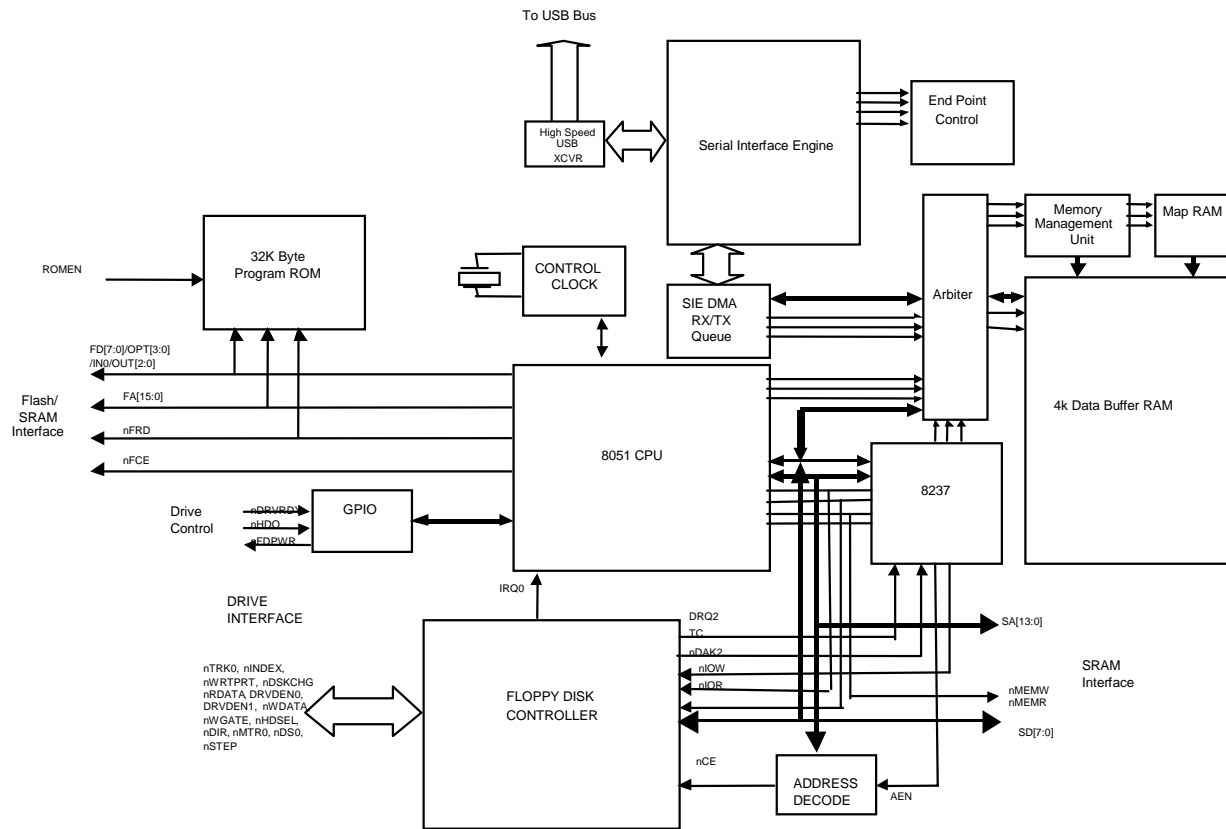 To USB Bus
High Speed
USB
XCVR
Serial Interface Engine
End Point
Control
32K Byte
Program ROM
ROMEN
CONTROL
CLOCK
SIE DMA
RX/TX
Queue
Arbiter
Memory
Management
Unit
Map RAM
4k Data Buffer RAM
FD[7:0]/OPT[3:0]
/IN0/OUT[2:0]
FA[15:0]
nFRD
nFCE
Flash/
SRAM
Interface
8051 CPU
8237
Drive
Control
nDRVRDY
nHDO
nFDPWR
GPIO
IRQ0
DRIVE
INTERFACE
nTRK0, nINDEX,
nWRTPRT, nDSKCHG
nRDATA, DRVDEN0,
DRVDEN1, nWDATA,
nWGATE, nHDSEL,
nDIR, nMTR0, nDS0,
nSTEP
FLOPPY DISK
CONTROLLER
DRQ2
TC
nDAK2
nIOW
nIOR
nCE
ADDRESS
DECODE
AEN
SA[13:0]
SRAM
Interface
nMEMW
nMEMR
SD[7:0]